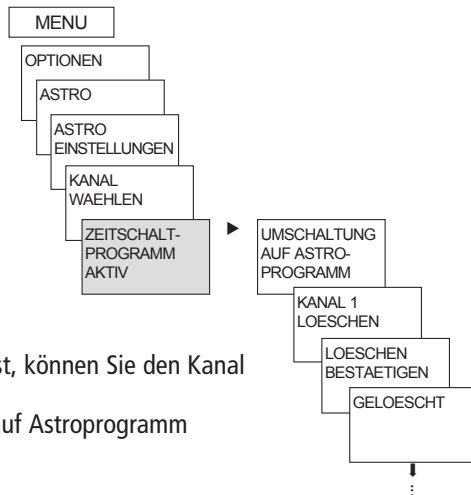 MENU
OPTIONEN
ASTRO
ASTRO
EINSTELLUNGEN
KANAL
WAEHLEN
ZEITSCHALT-
PROGRAMM
AKTIV
UMSCHALTUNG
AUF ASTRO-
PROGRAMM
KANAL 1
LOESCHEN
LOESCHEN
BESTAETIGEN
GELOESCHT
st, können Sie den Kanal
uf Astroprogramm